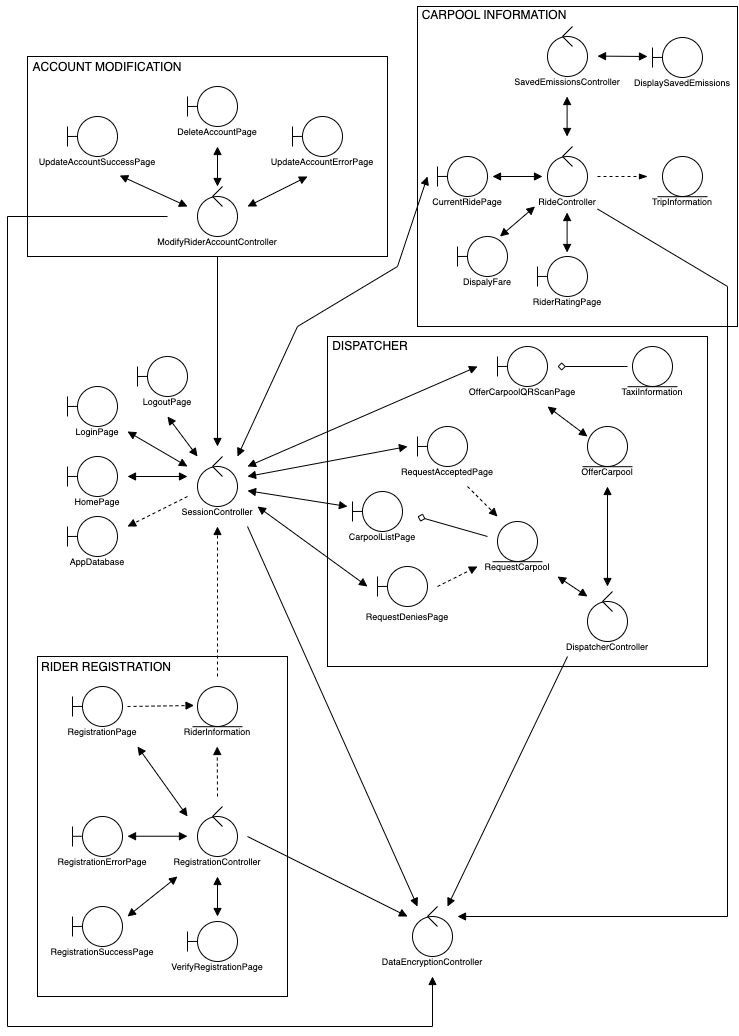 CARPOOL INFORMATION
SavedEmissionsController
DisplaySavedEmissions
ACCOUNT MODIFICATION
DeleteAccountPage
UpdateAccountSuccessPage
UpdateAccountErrorPage
CurrentRidePage
RideController
TripInformation
ModifyRiderAccountController
DispalyFare
RiderRatingPage
DISPATCHER
LogoutPage
OfferCarpoolQRScanPage
TaxiInformation
LoginPage
RequestAcceptedPage
OfferCarpool
HomePage
SessionController
CarpoolListPage
AppDatabase
RequestCarpool
RequestDeniesPage
DispatcherController
RIDER REGISTRATION
RegistrationPage
RiderInformation
RegistrationErrorPage
RegistrationController
RegistrationSuccessPage
VerifyRegistrationPage
DataEncryptionController